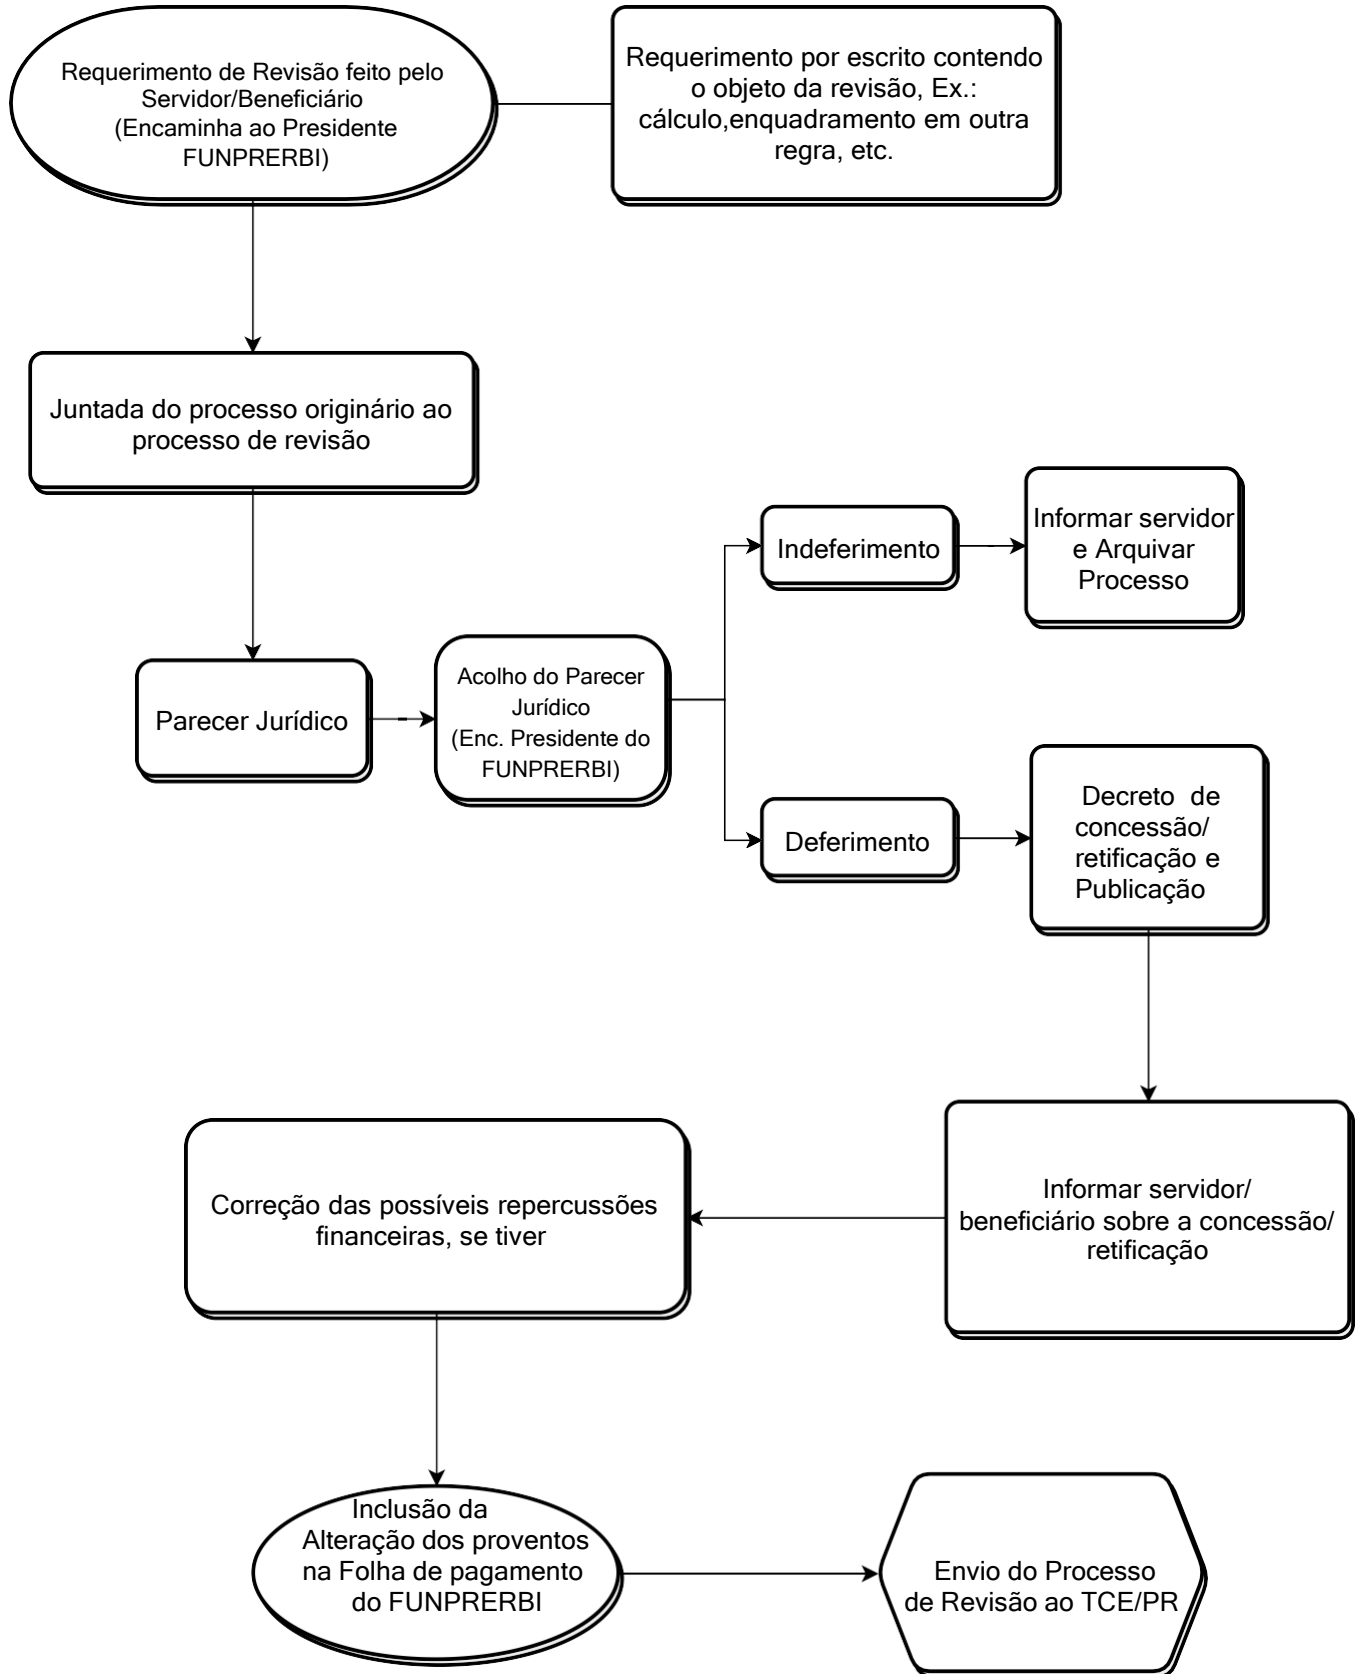 Requerimento de Revisão feito pelo
Servidor/Beneficiário
(Encaminha ao Presidente
FUNPRERBI)
Requerimento por escrito contendo
o objeto da revisão, Ex.:
cálculo,enquadramento em outra
regra, etc.
Juntada do processo originário ao
processo de revisão
Parecer Jurídico
Acolho do Parecer
Jurídico
(Enc. Presidente do
FUNPRERBI)
Indeferimento
Informar servidor
e Arquivar
Processo
Deferimento
Decreto de
concessão/
retificação e
Publicação
Informar servidor/
beneficiário sobre a concessão/
retificação
Correção das possíveis repercussões
financeiras, se tiver
Inclusão da
Alteração dos proventos
na Folha de pagamento
do FUNPRERBI
Envio do Processo
de Revisão ao TCE/PR